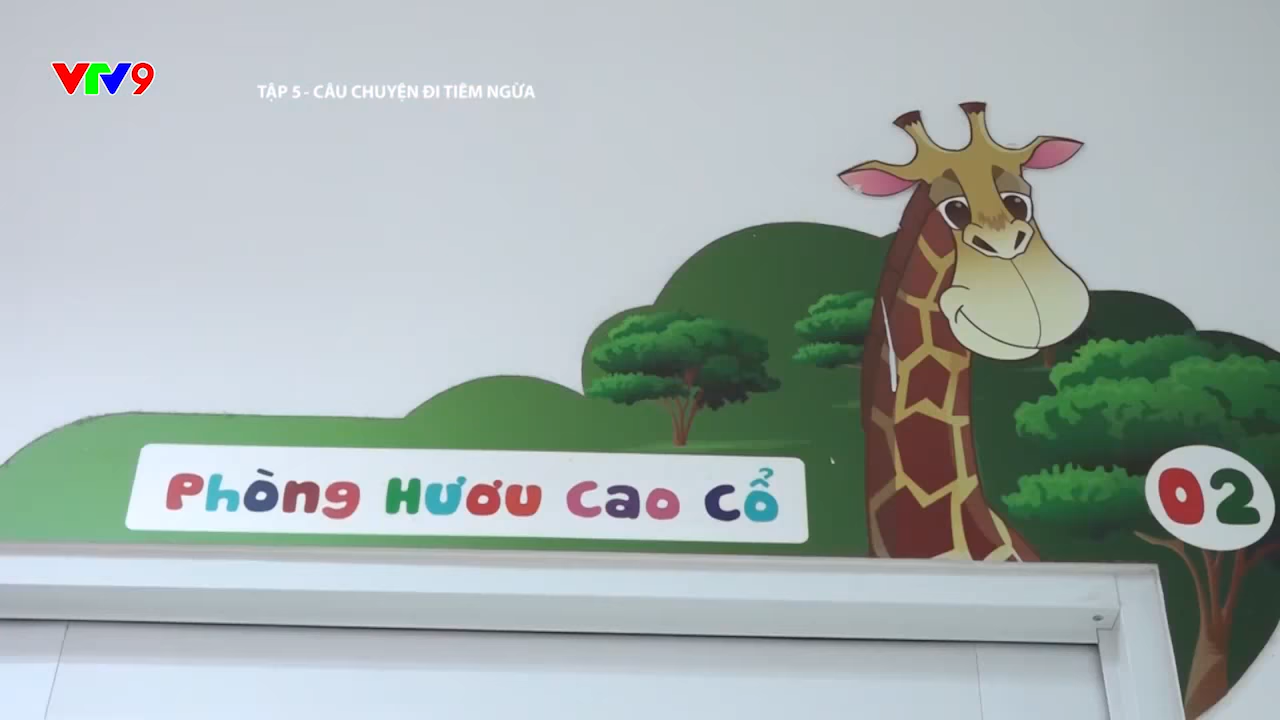 VTV9
TẬP 5 - CÂU CHUYỆN ĐI TIÊM NGỪA
Phòng Hươu Cao Cổ
02